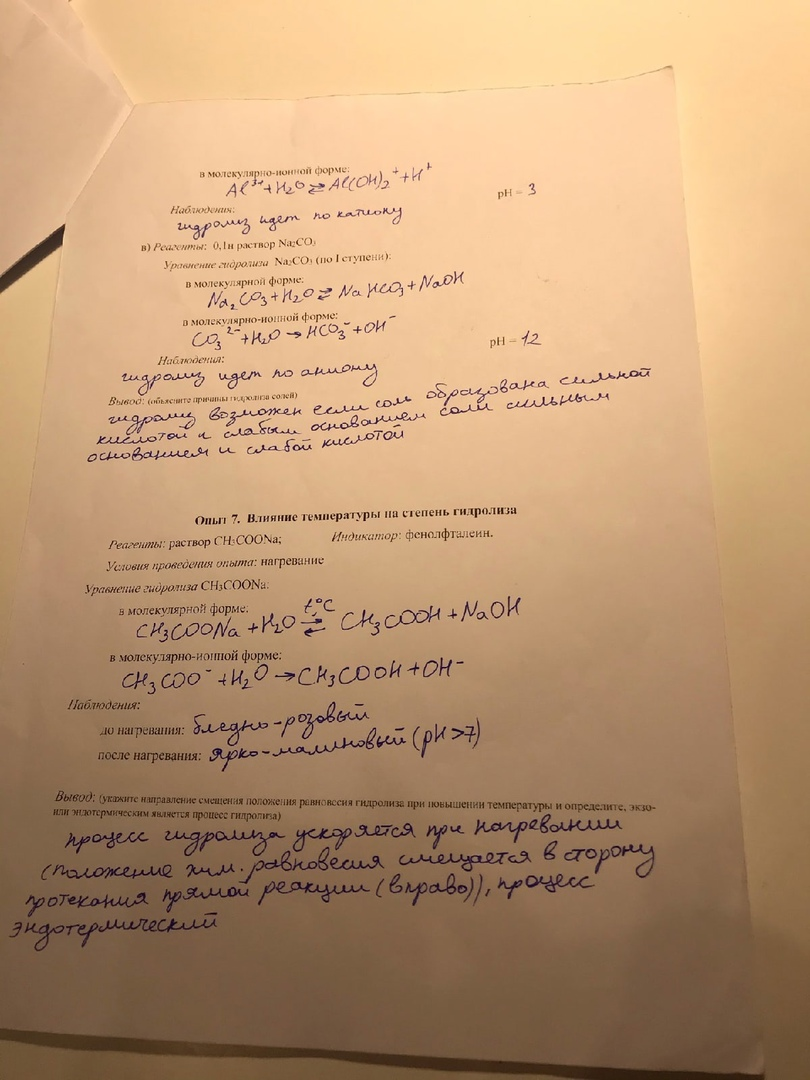 в молекулярно-ионной форме:
Al³⁺ + H₂O ⇄ Al(OH)₂⁺ + H⁺
pH = 3
Наблюдения:
гидролиз идет по катиону
в) Реагенты: 0,1н раствор Na₂CO₃
Уравнение гидролиза Na₂CO₃ (по I ступени):
в молекулярной форме:
Na₂CO₃ + H₂O ⇄ NaHCO₃ + NaOH
в молекулярно-ионной форме:
CO₃²⁻ + H₂O → HCO₃⁻ + OH⁻
pH = 12
Наблюдения:
гидролиз идет по аниону
Вывод: (объясните причины гидролиза солей)
гидролиз возможен если соль образована сильной
кислотой и слабым основанием соли сильным
основанием и слабой кислотой
Опыт 7. Влияние температуры на степень гидролиза
Реагенты: раствор CH₃COONa; Индикатор: фенолфталеин.
Условия проведения опыта: нагревание
Уравнение гидролиза CH₃COONa:
в молекулярной форме:
CH₃COONa + H₂O ⇄ t°C CH₃COOH + NaOH
в молекулярно-ионной форме:
CH₃COO⁻ + H₂O → CH₃COOH + OH⁻
Наблюдения:
до нагревания: бледно-розовый
после нагревания: ярко-малиновый (pH >7)
Вывод: (укажите направление смещения положения равновесия гидролиза при повышении температуры и определите, экзо-
или эндотермическим является процесс гидролиза)
процесс гидролиза ускоряется при нагревании
(положение хим. равновесия смещается в сторону
протекания прямой реакции (вправо)), процесс
эндотермический